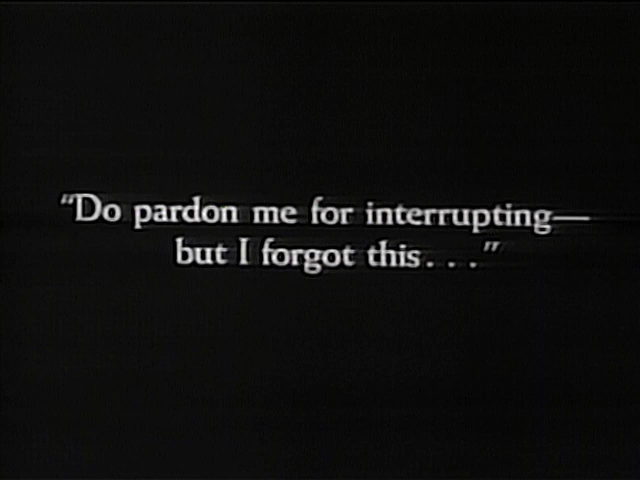 "Do pardon me for interrupting—
but I forgot this. . ."